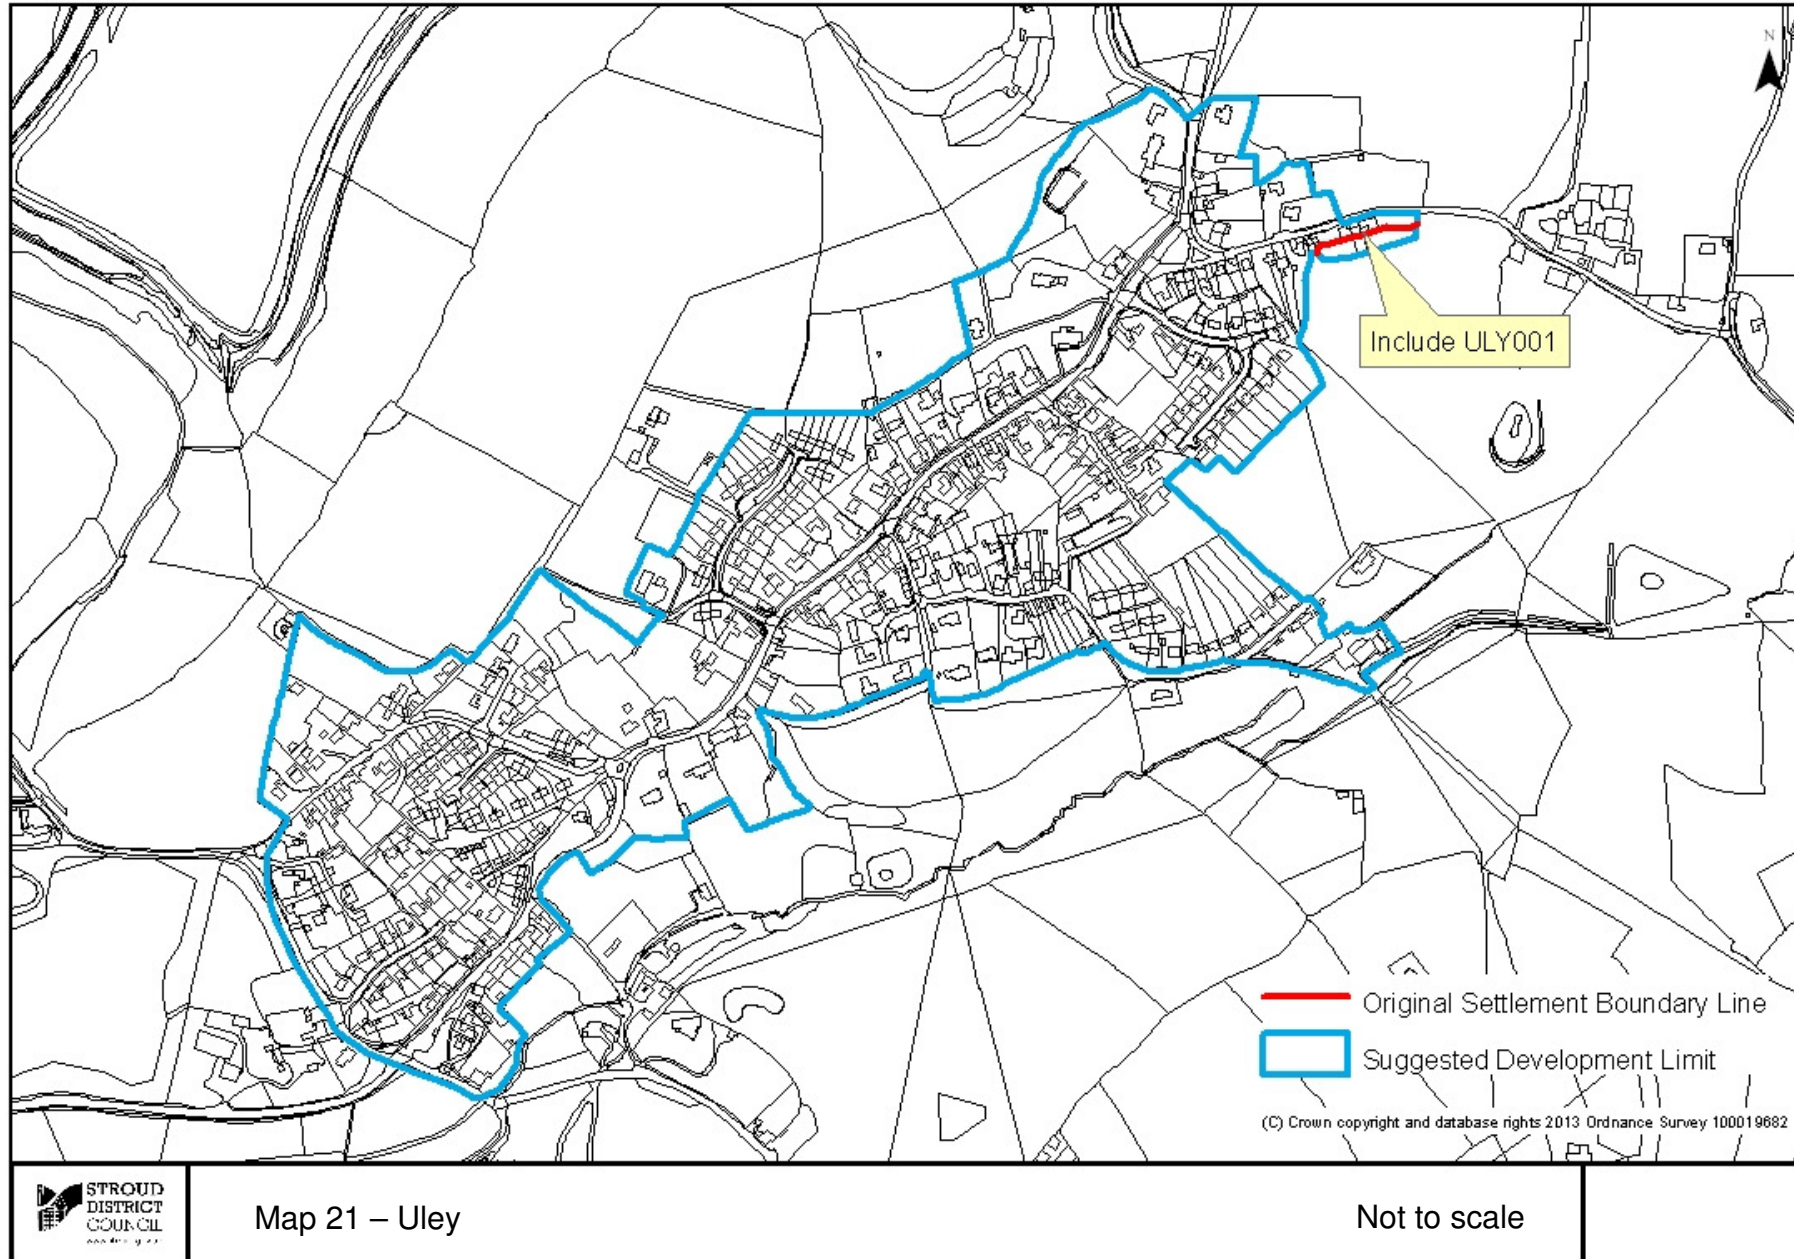 N
Include ULY001
Original Settlement Boundary Line
Suggested Development Limit
(C) Crown copyright and database rights 2013 Ordnance Survey 100019682
STROUD
DISTRICT
COUNCIL
Map 21 – Uley
Not to scale